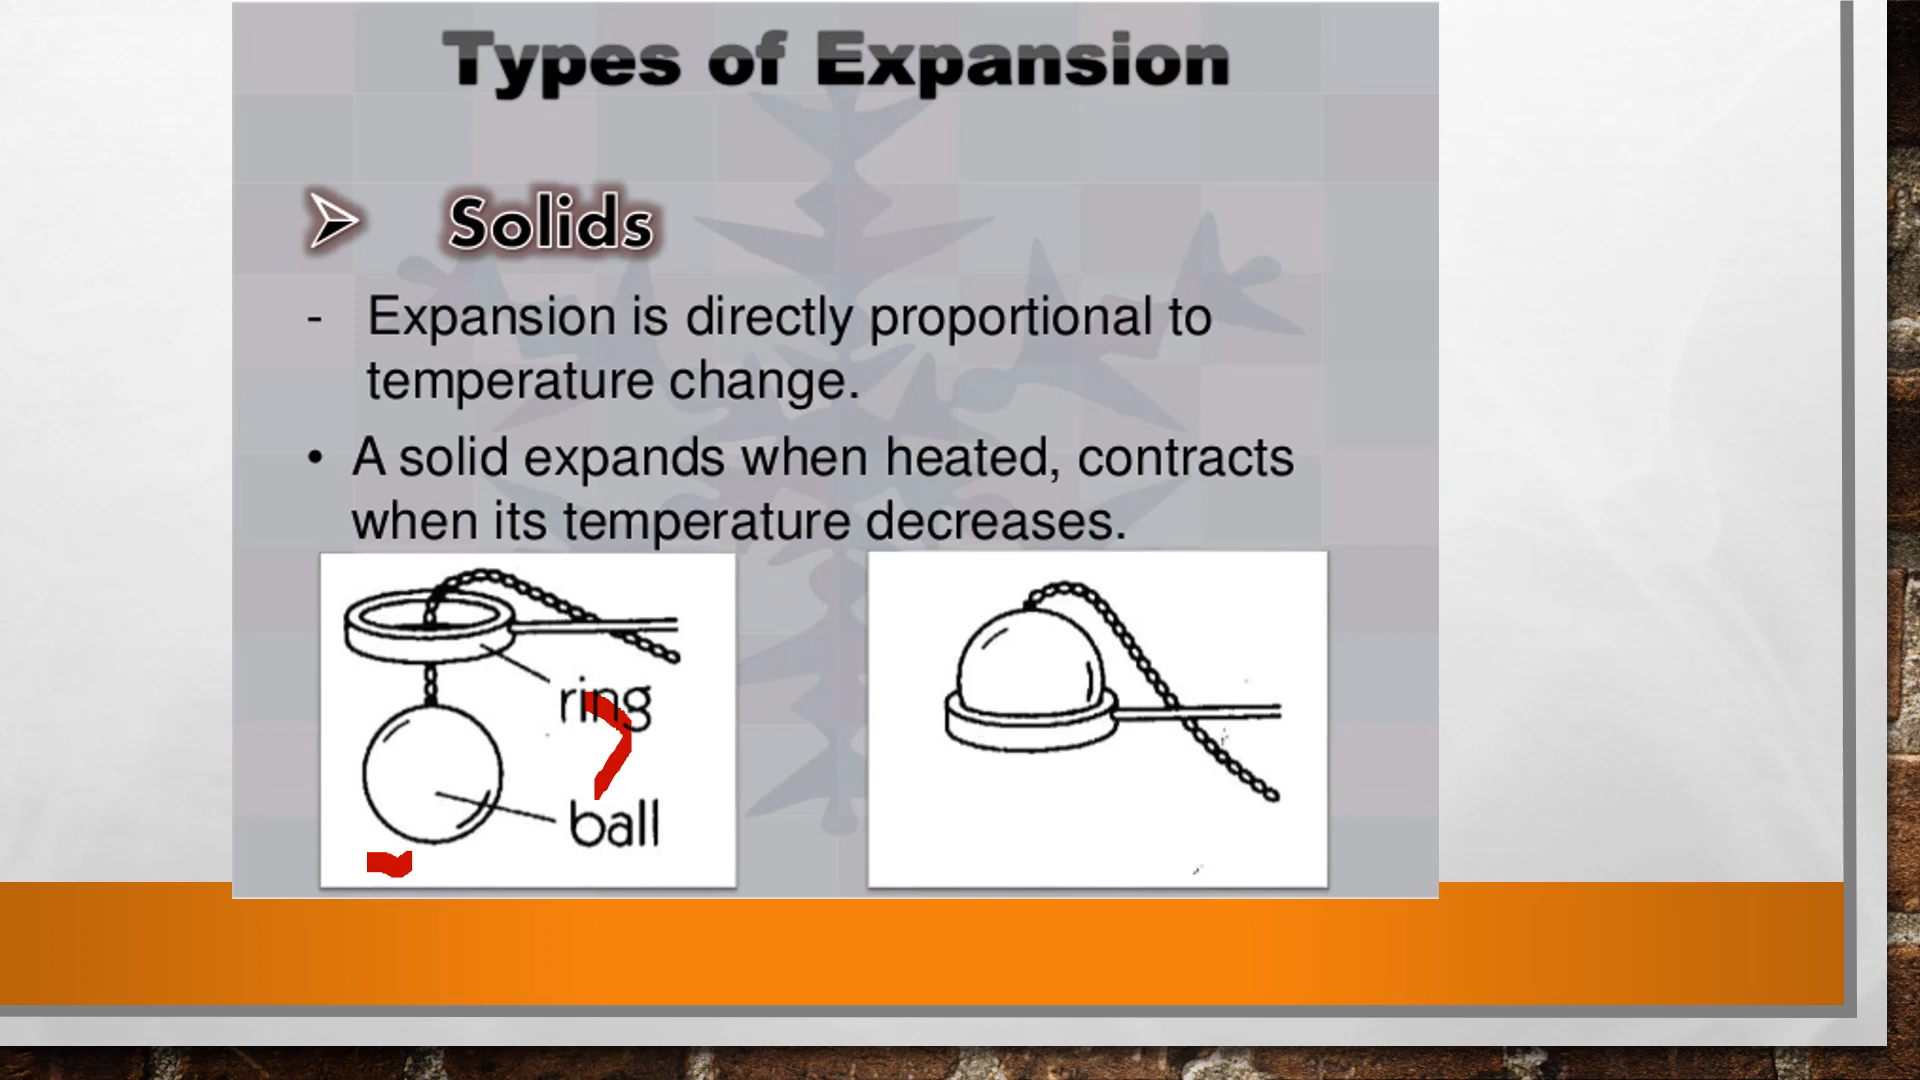 Types of Expansion
Solids
- Expansion is directly proportional to
temperature change.
• A solid expands when heated, contracts
when its temperature decreases.
ring
ball